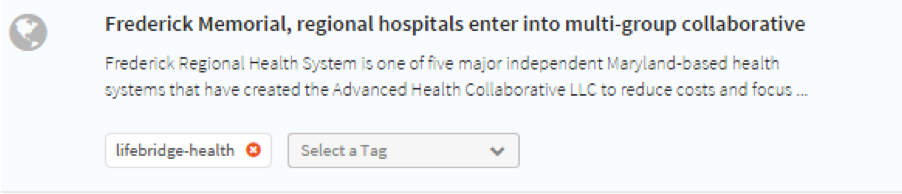 Frederick Memorial, regional hospitals enter into multi-group collaborative
Frederick Regional Health System is one of five major independent Maryland-based health
systems that have created the Advanced Health Collaborative LLC to reduce costs and focus ...
lifebridge-health
Select a Tag